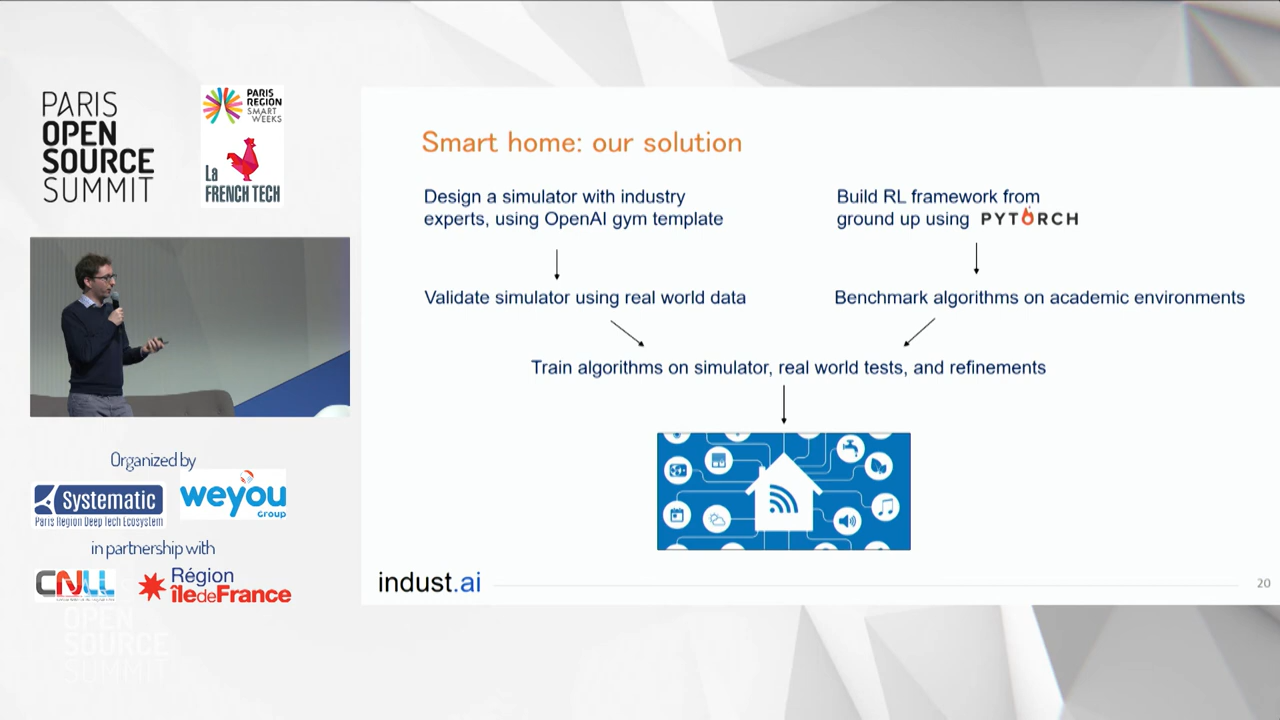 PARIS
OPEN
SOURCE
SUMMIT
PARIS
REGION
SMART
WEEKS
La
FRENCH TECH
Organized by
Systematic
Paris Region Deep Tech Ecosystem
weyou
GROUP
in partnership with
CNLL
Région
îledeFrance
OPEN
SOURCE
SUMMIT
Smart home: our solution
Design a simulator with industry
experts, using OpenAI gym template
Build RL framework from
ground up using PYTORCH
Validate simulator using real world data
Benchmark algorithms on academic environments
Train algorithms on simulator, real world tests, and refinements
indust.ai
20